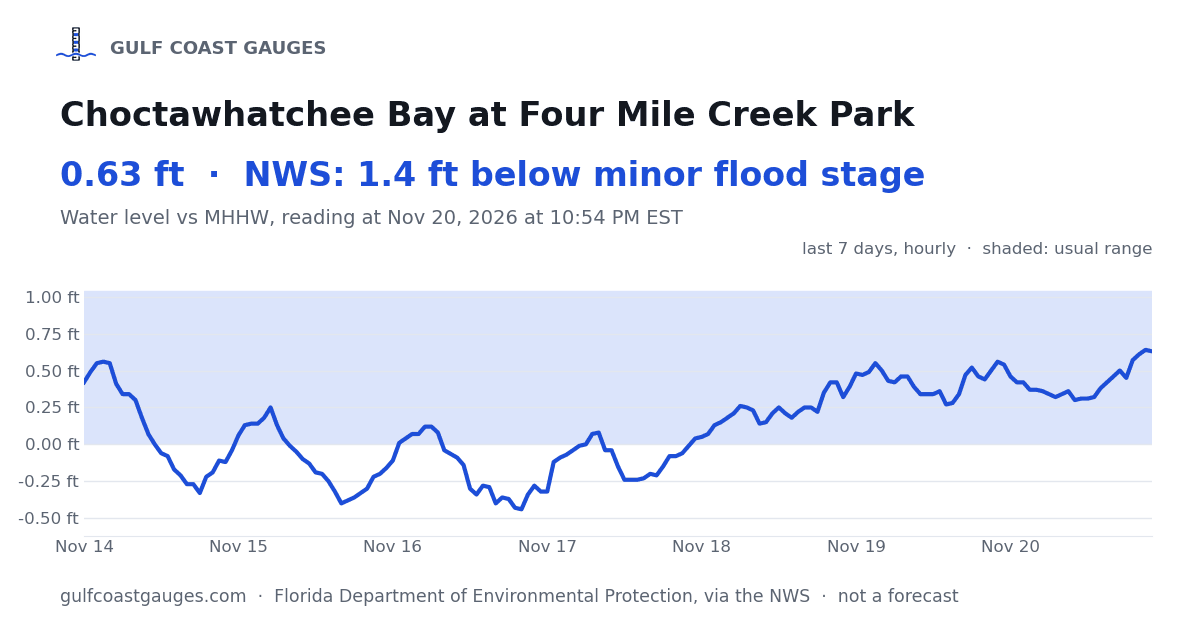 GULF COAST GAUGES
Choctawhatchee Bay at Four Mile Creek Park
0.63 ft · NWS: 1.4 ft below minor flood stage
Water level vs MHHW, reading at Nov 20, 2026 at 10:54 PM EST
last 7 days, hourly · shaded: usual range
1.00 ft
0.75 ft
0.50 ft
0.25 ft
0.00 ft
-0.25 ft
-0.50 ft
Nov 14 Nov 15 Nov 16 Nov 17 Nov 18 Nov 19 Nov 20
gulfcoastgauges.com · Florida Department of Environmental Protection, via the NWS · not a forecast